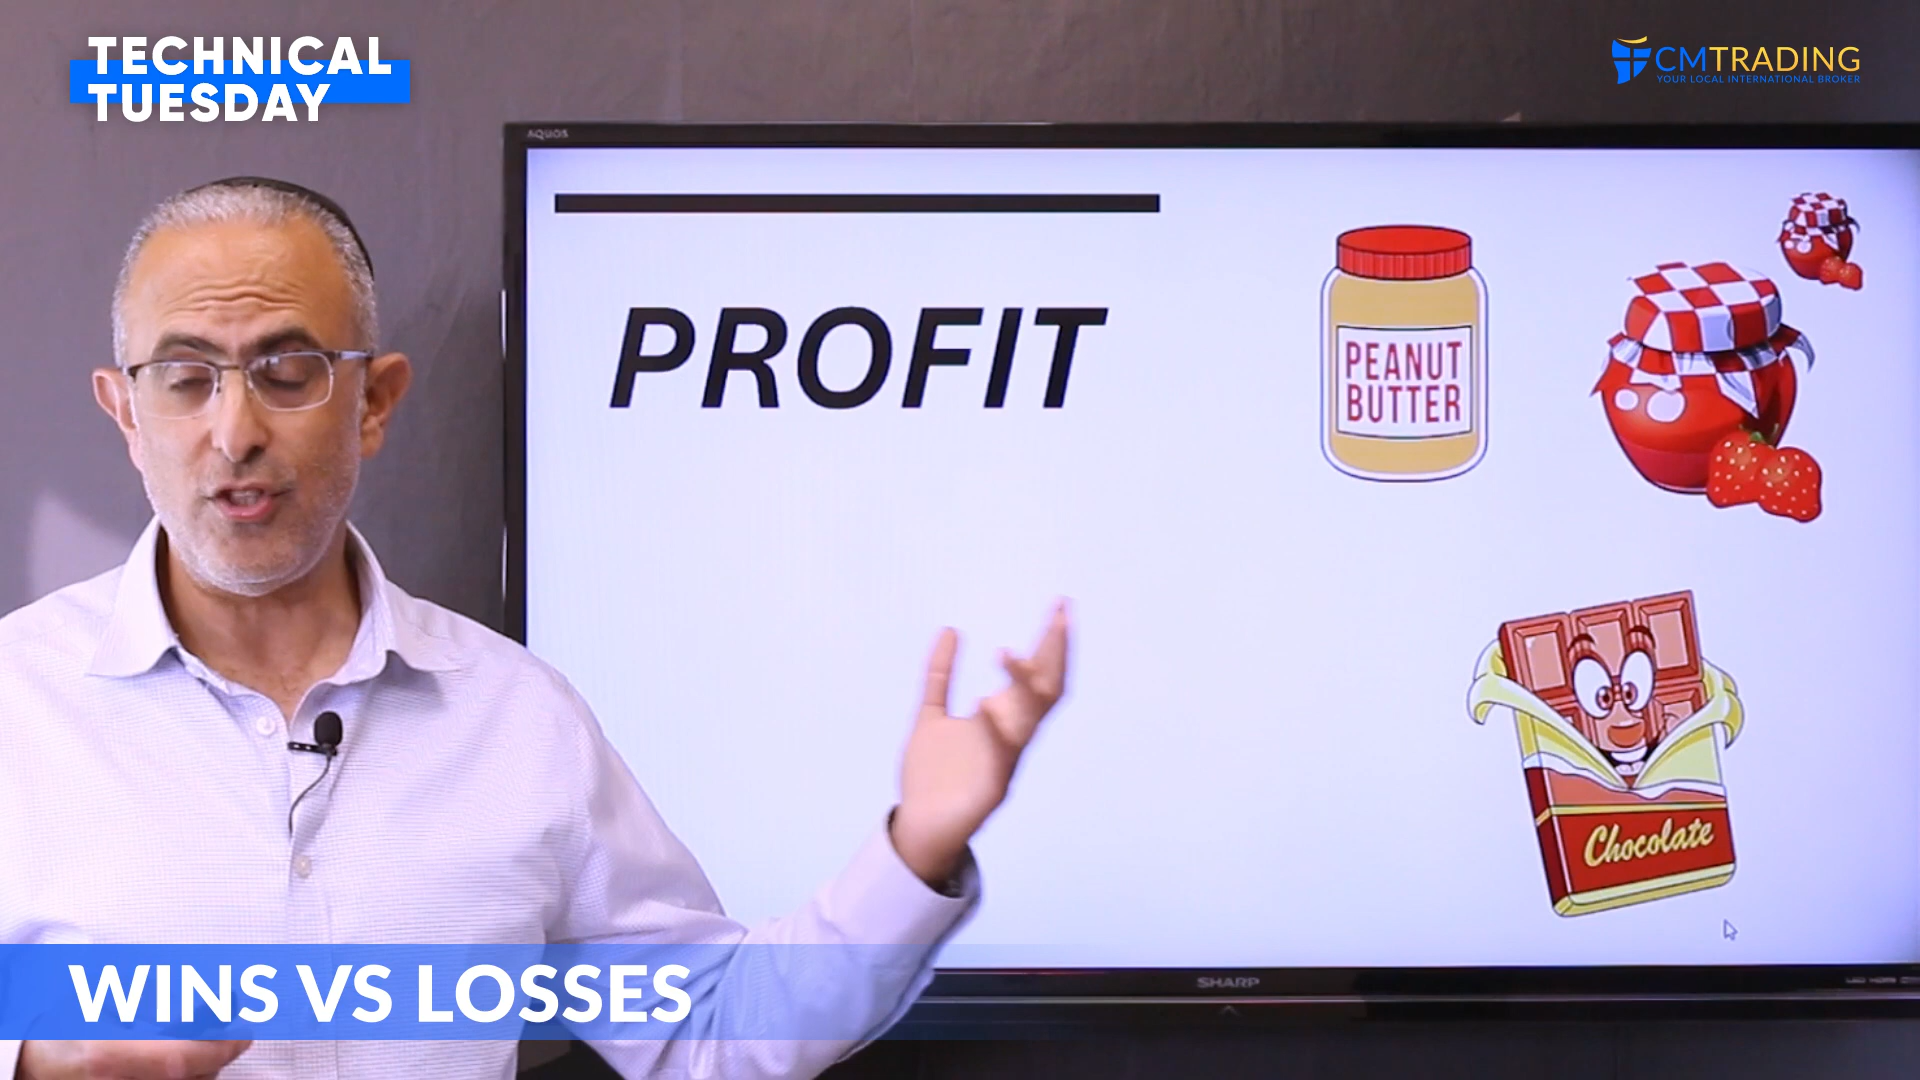 TECHNICAL
TUESDAY
CMTRADING
YOUR LOCAL INTERNATIONAL BROKER
AQUOS
PROFIT
PEANUT
BUTTER
Chocolate
SHARP
WINS VS LOSSES